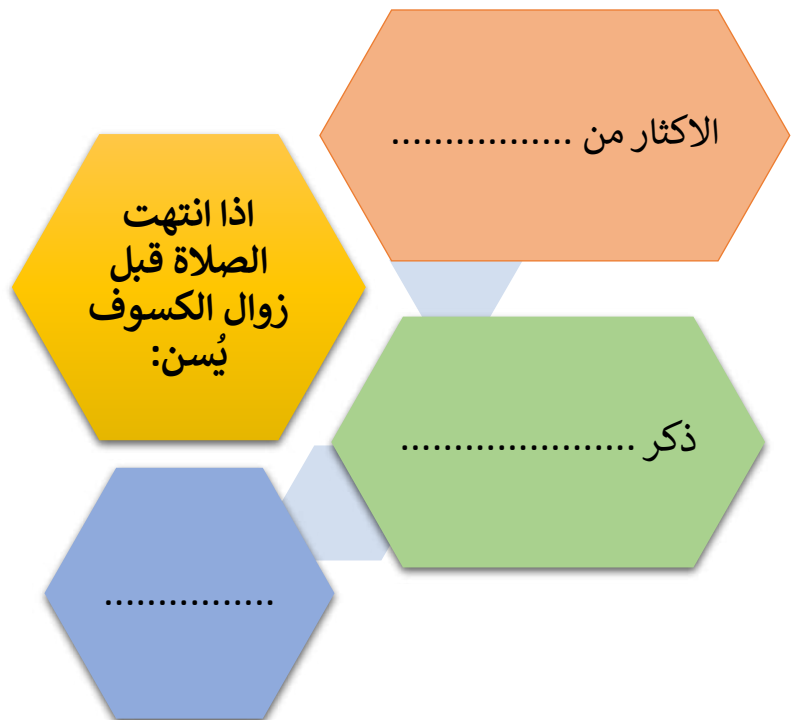 الاكثار من .................
اذا انتهت
الصلاة قبل
زوال الكسوف
يُسن:
ذكر ......................
................